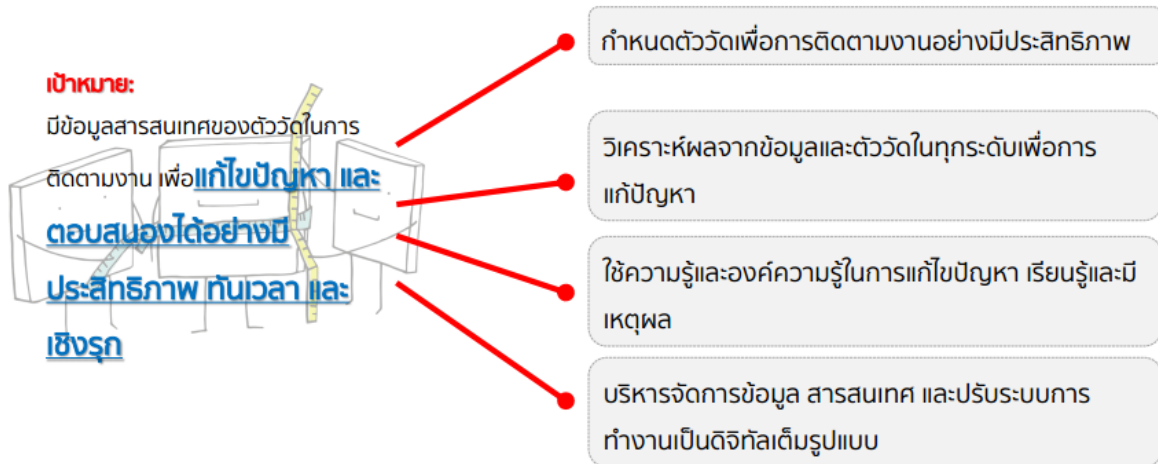 เป้าหมาย:
มีข้อมูลสารสนเทศของตัววัดในการ
ติดตามงาน เพื่อแก้ไขปัญหา และ
ตอบสนองได้อย่างมี
ประสิทธิภาพ ทันเวลา และ
เชิงรุก
กำหนดตัววัดเพื่อการติดตามงานอย่างมีประสิทธิภาพ
วิเคราะห์ผลจากข้อมูลและตัววัดในทุกระดับเพื่อการ
แก้ปัญหา
ใช้ความรู้และองค์ความรู้ในการแก้ไขปัญหา เรียนรู้และมี
เหตุผล
บริหารจัดการข้อมูล สารสนเทศ และปรับระบบการ
ทำงานเป็นดิจิทัลเต็มรูปแบบ